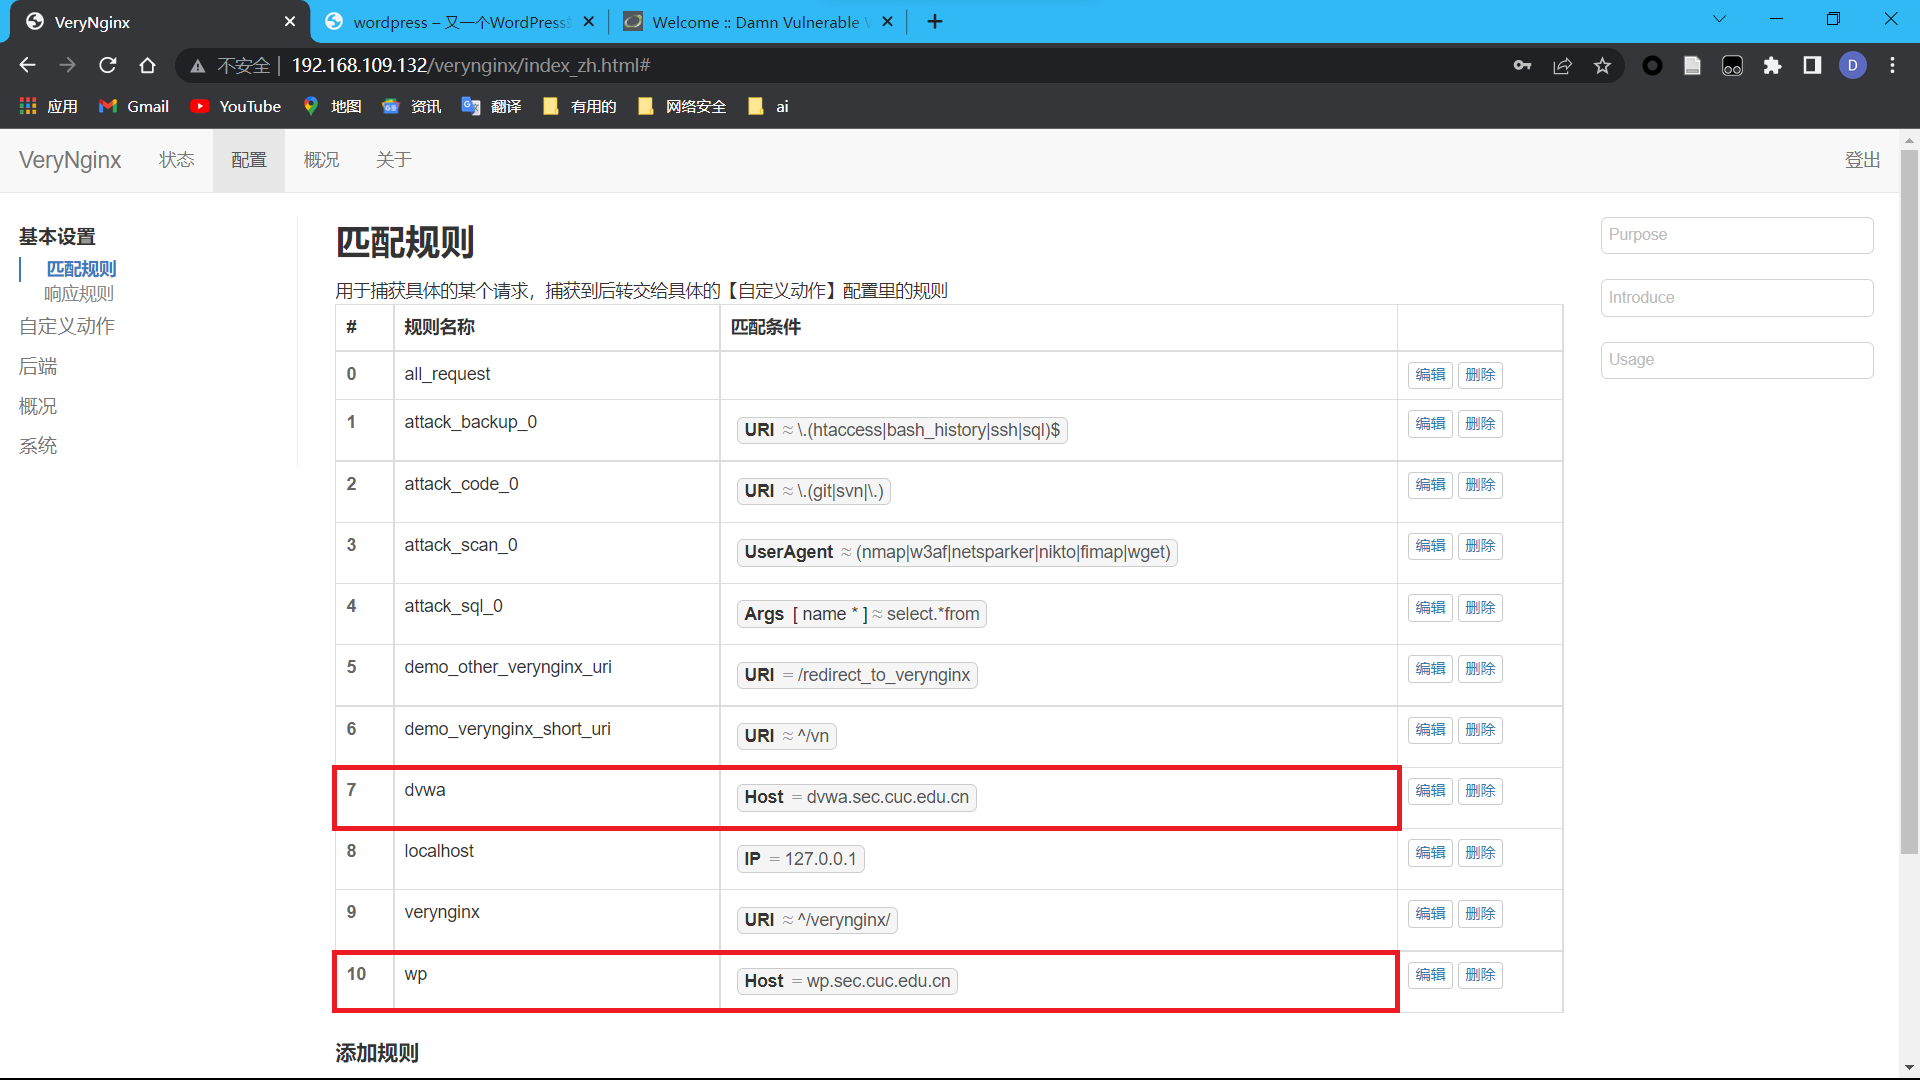 VeryNginx
wordpress – 又一个WordPress
Welcome :: Damn Vulnerable
不安全 | 192.168.109.132/verynginx/index_zh.html#
D
应用 Gmail YouTube 地图 资讯 翻译 有用的 网络安全 ai
VeryNginx 状态 配置 概况 关于 登出
基本设置
匹配规则
响应规则
自定义动作
后端
概况
系统
匹配规则
用于捕获具体的某个请求，捕获到后转交给具体的【自定义动作】配置里的规则
# 规则名称 匹配条件
0 all_request 编辑 删除
1 attack_backup_0 URI ≈ \.(htaccess|bash_history|ssh|sql)$ 编辑 删除
2 attack_code_0 URI ≈ \.(git|svn|\.) 编辑 删除
3 attack_scan_0 UserAgent ≈ (nmap|w3af|netsparker|nikto|fimap|wget) 编辑 删除
4 attack_sql_0 Args [ name * ] ≈ select.*from 编辑 删除
5 demo_other_verynginx_uri URI = /redirect_to_verynginx 编辑 删除
6 demo_verynginx_short_uri URI ≈ ^/vn 编辑 删除
7 dvwa Host = dvwa.sec.cuc.edu.cn 编辑 删除
8 localhost IP = 127.0.0.1 编辑 删除
9 verynginx URI ≈ ^/verynginx/ 编辑 删除
10 wp Host = wp.sec.cuc.edu.cn 编辑 删除
添加规则
Purpose
Introduce
Usage